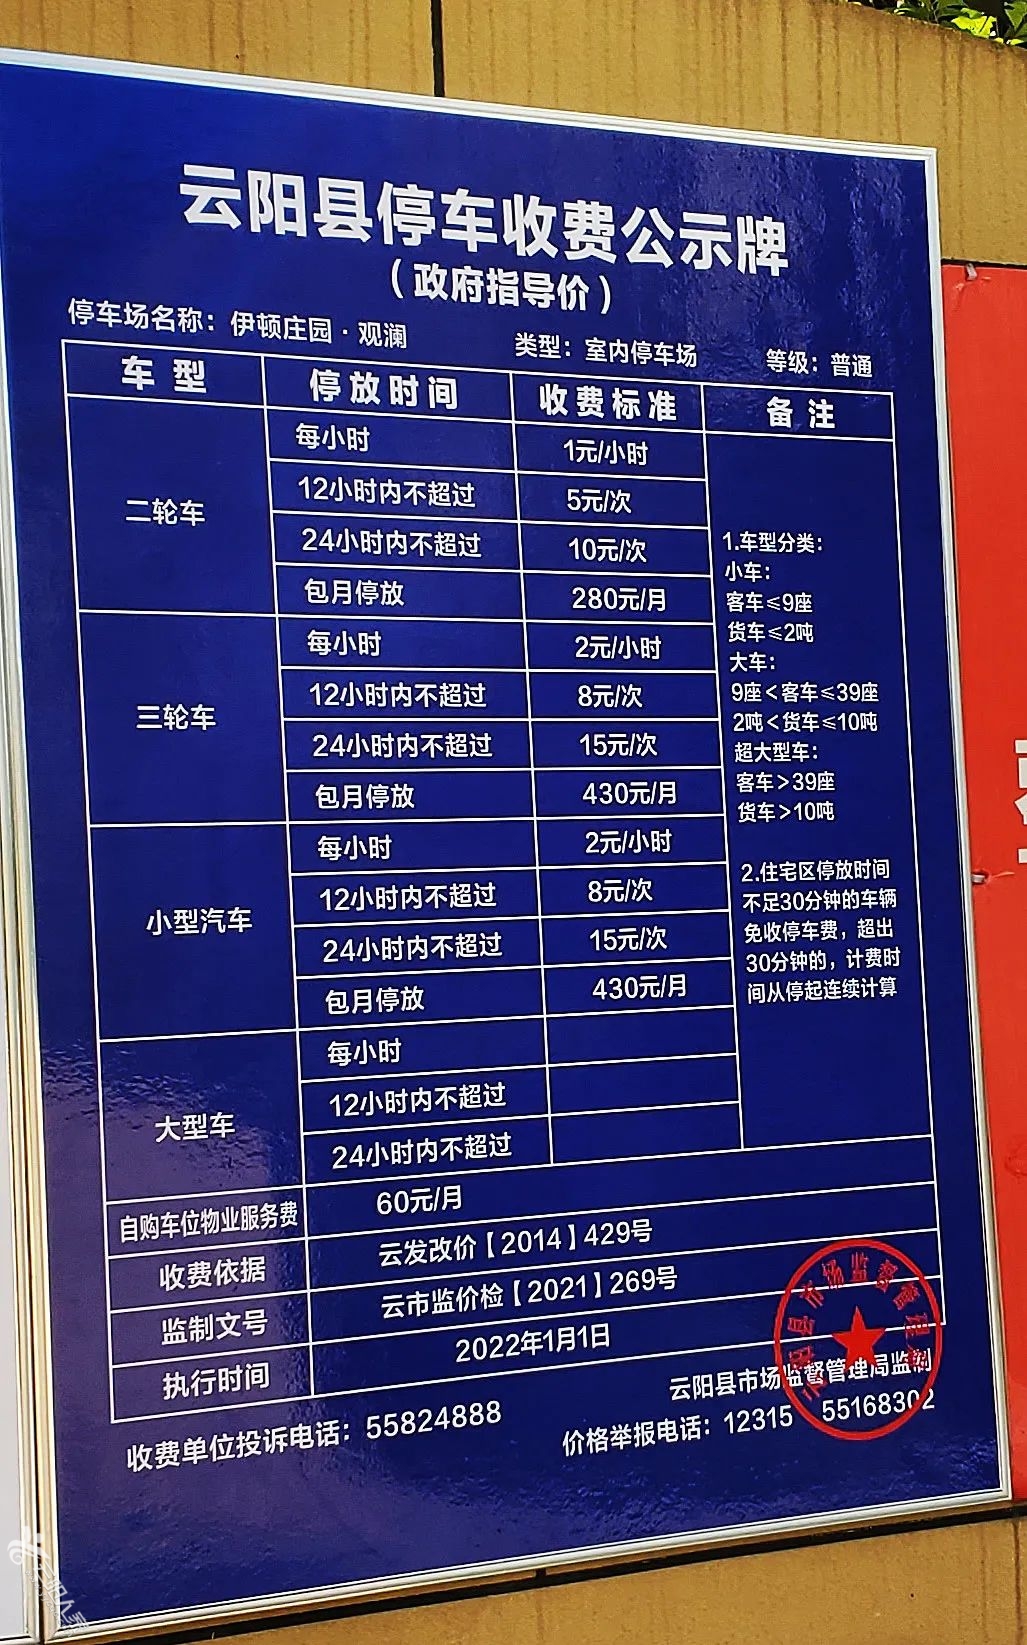 云阳县停车收费公示牌
（政府指导价）
停车场名称：伊顿庄园·观澜 类型：室内停车场 等级：普通
车型 停放时间 收费标准 备注
二轮车
每小时 1元/小时
12小时内不超过 5元/次
24小时内不超过 10元/次
包月停放 280元/月
三轮车
每小时 2元/小时
12小时内不超过 8元/次
24小时内不超过 15元/次
包月停放 430元/月
小型汽车
每小时 2元/小时
12小时内不超过 8元/次
24小时内不超过 15元/次
包月停放 430元/月
大型车
每小时
12小时内不超过
24小时内不超过
1.车型分类：
小车：
客车≤9座
货车≤2吨
大车：
9座＜客车≤39座
2吨＜货车≤10吨
超大型车：
客车＞39座
货车＞10吨
2.住宅区停放时间
不足30分钟的车辆
免收停车费，超出
30分钟的，计费时
间从停起连续计算
自购车位物业服务费 60元/月
收费依据 云发改价【2014】429号
监制文号 云市监价检【2021】269号
执行时间 2022年1月1日
云阳县市场监督管理局监制
收费单位投诉电话：55824888 价格举报电话：12315 55168302
县市场监督管理